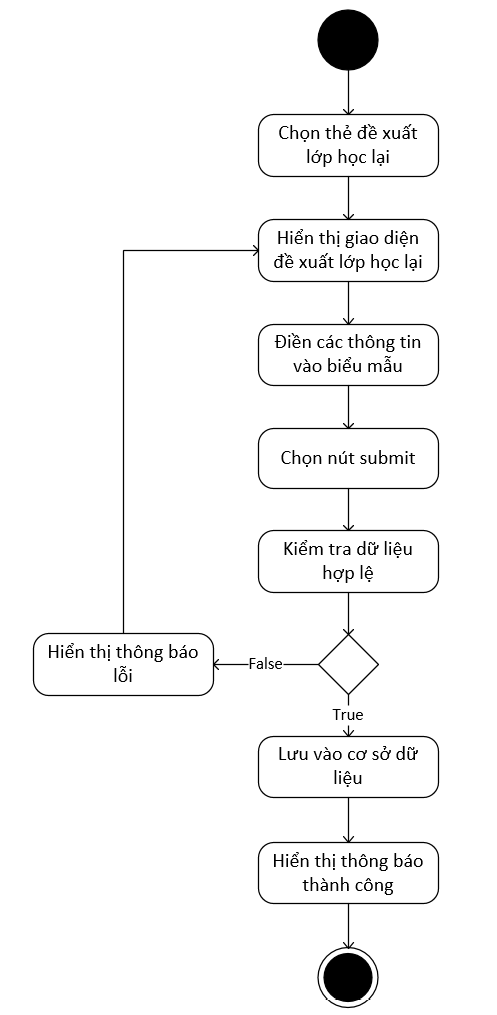 Chọn thẻ đề xuất
lớp học lại
Hiển thị giao diện
đề xuất lớp học lại
Điền các thông tin
vào biểu mẫu
Chọn nút submit
Kiểm tra dữ liệu
hợp lệ
Hiển thị thông báo
lỗi
False
True
Lưu vào cơ sở dữ
liệu
Hiển thị thông báo
thành công